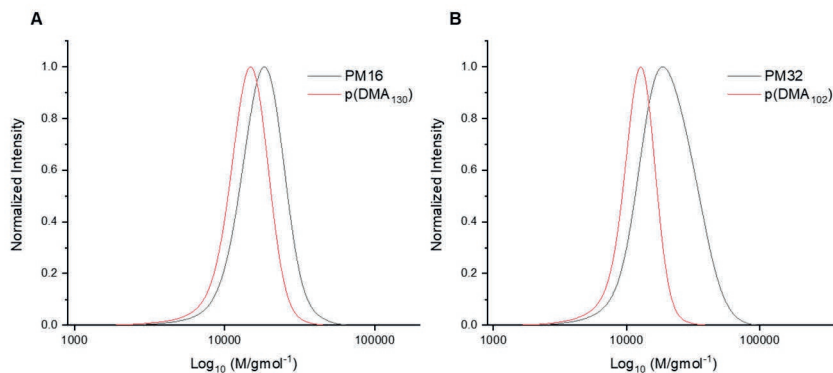 A
PM16
p(DMA₁₃₀)
Normalized Intensity
1.0
0.8
0.6
0.4
0.2
0.0
1000
10000
100000
Log₁₀ (M/gmol⁻¹)
B
PM32
p(DMA₁₀₂)
Normalized Intensity
1.0
0.8
0.6
0.4
0.2
0.0
1000
10000
100000
Log₁₀ (M/gmol⁻¹)